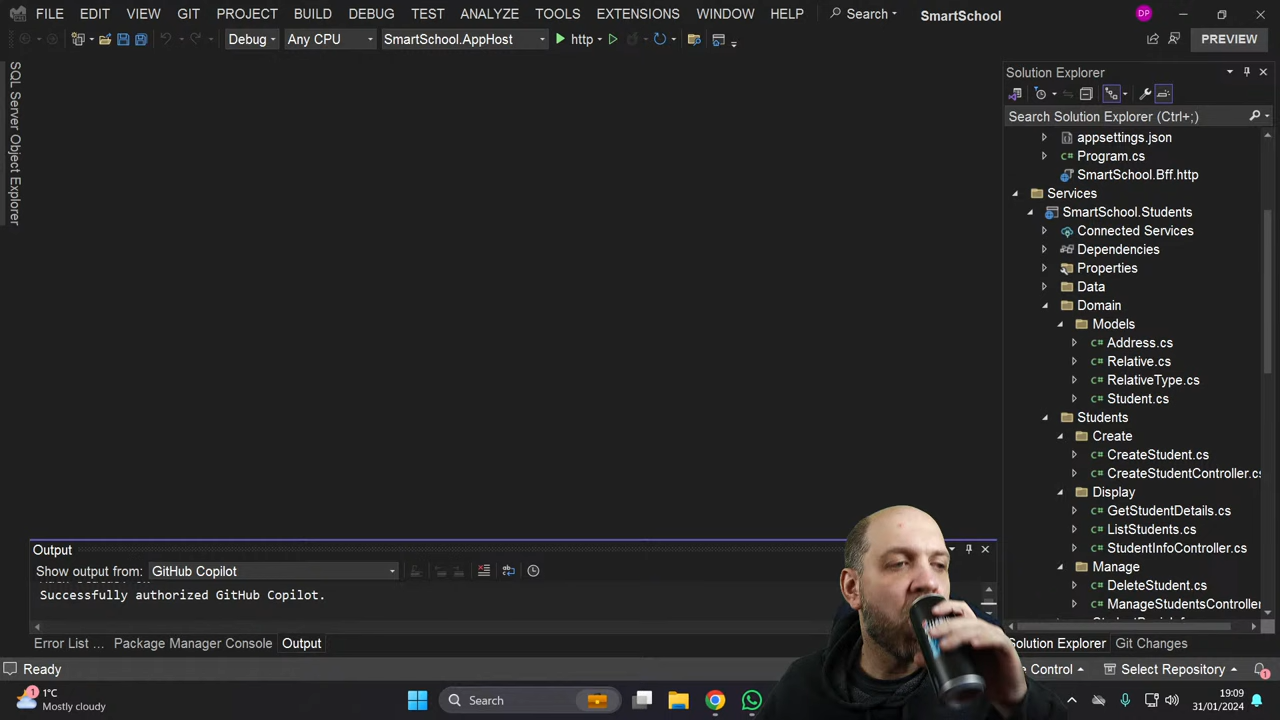 FILE EDIT VIEW GIT PROJECT BUILD DEBUG TEST ANALYZE TOOLS EXTENSIONS WINDOW HELP Search SmartSchool DP
Debug Any CPU SmartSchool.AppHost http PREVIEW
SQL Server Object Explorer
Solution Explorer
Search Solution Explorer (Ctrl+;)
appsettings.json
C# Program.cs
SmartSchool.Bff.http
Services
SmartSchool.Students
Connected Services
Dependencies
Properties
Data
Domain
Models
C# Address.cs
C# Relative.cs
C# RelativeType.cs
C# Student.cs
Students
Create
C# CreateStudent.cs
C# CreateStudentController.cs
Display
C# GetStudentDetails.cs
C# ListStudents.cs
C# StudentInfoController.cs
Manage
C# DeleteStudent.cs
C# ManageStudentsController
Output
Show output from: GitHub Copilot
Successfully authorized GitHub Copilot.
Error List ... Package Manager Console Output
Solution Explorer Git Changes
Ready
Control Select Repository 1
1 1°C
Mostly cloudy
Search
19:09
31/01/2024